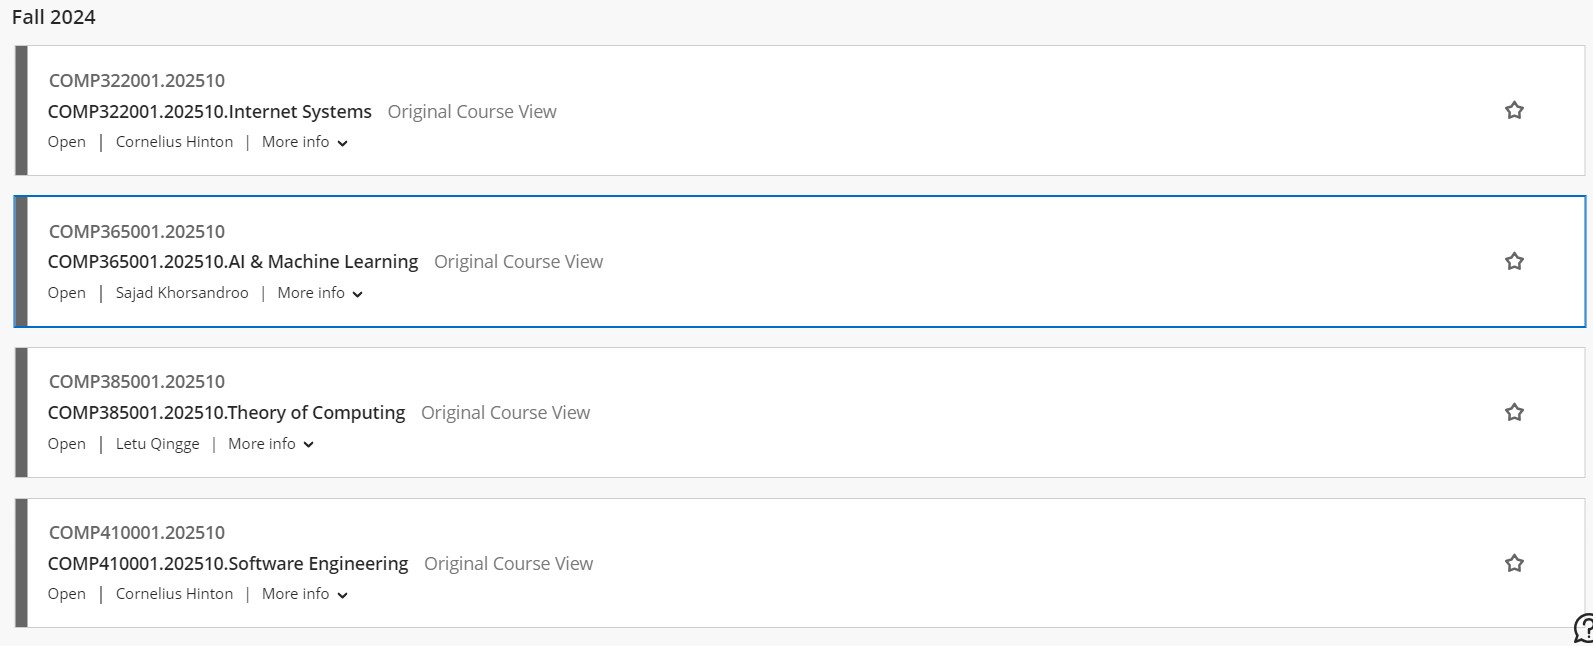 Fall 2024
COMP322001.202510
COMP322001.202510.Internet Systems Original Course View
Open | Cornelius Hinton | More info
COMP365001.202510
COMP365001.202510.AI & Machine Learning Original Course View
Open | Sajad Khorsandroo | More info
COMP385001.202510
COMP385001.202510.Theory of Computing Original Course View
Open | Letu Qingge | More info
COMP410001.202510
COMP410001.202510.Software Engineering Original Course View
Open | Cornelius Hinton | More info
?